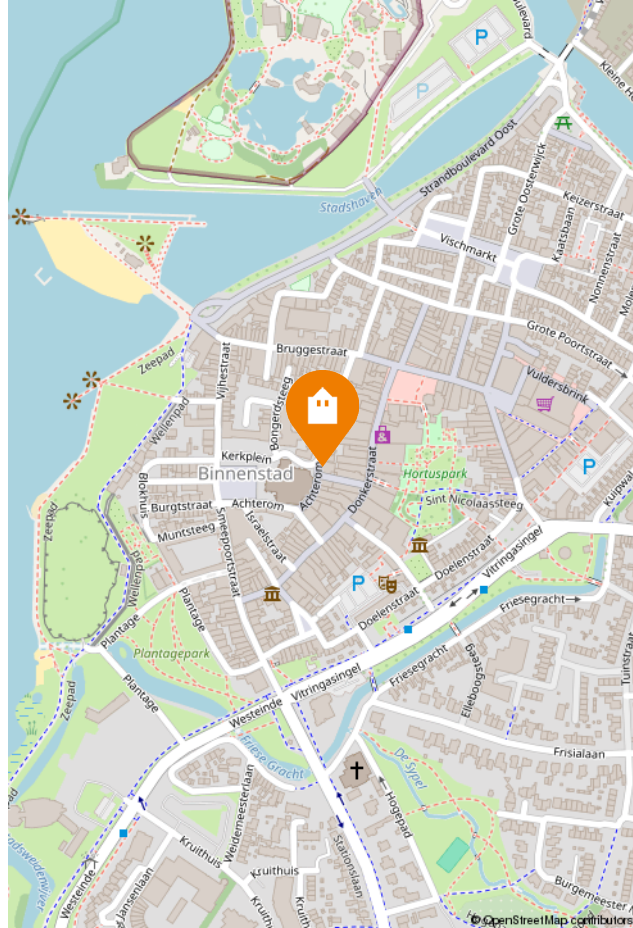 P
P
Strandboulevard Oost
Stadshaven
Grote Oosterwijck
Keizerstraat
Kaatsbaan
Nonnenstraat
Vischmarkt
Grote Poortstraat
Zeepad
Vijhestraat
Bruggestraat
Vuldersbrink
Wellenpad
Bongerdsteeg
Kerkplein
Binnenstad
Achterom
Donkerstraat
Hortuspark
P
Blokhuis
Burgtstraat
Achterom
Sint Nicolaassteeg
Zeepad
Muntsteeg
Smeepoortstraat
Israelstraat
Doelenstraat
Vitringasingel
P
Doelenstraat
Friesegracht
Plantage
Plantage
Plantagepark
Friesegracht
Elleboogsteeg
Tuinstraat
Zeepad
Plantage
Westeinde
Vitringasingel
Friese Gracht
De Sypel
Frisialaan
Hogepad
Weidemeesterlaan
Kruithuis
Stationslaan
Kruithuis
Westeinde
Jansenlaan
Burgemeester
© OpenStreetMap contributors